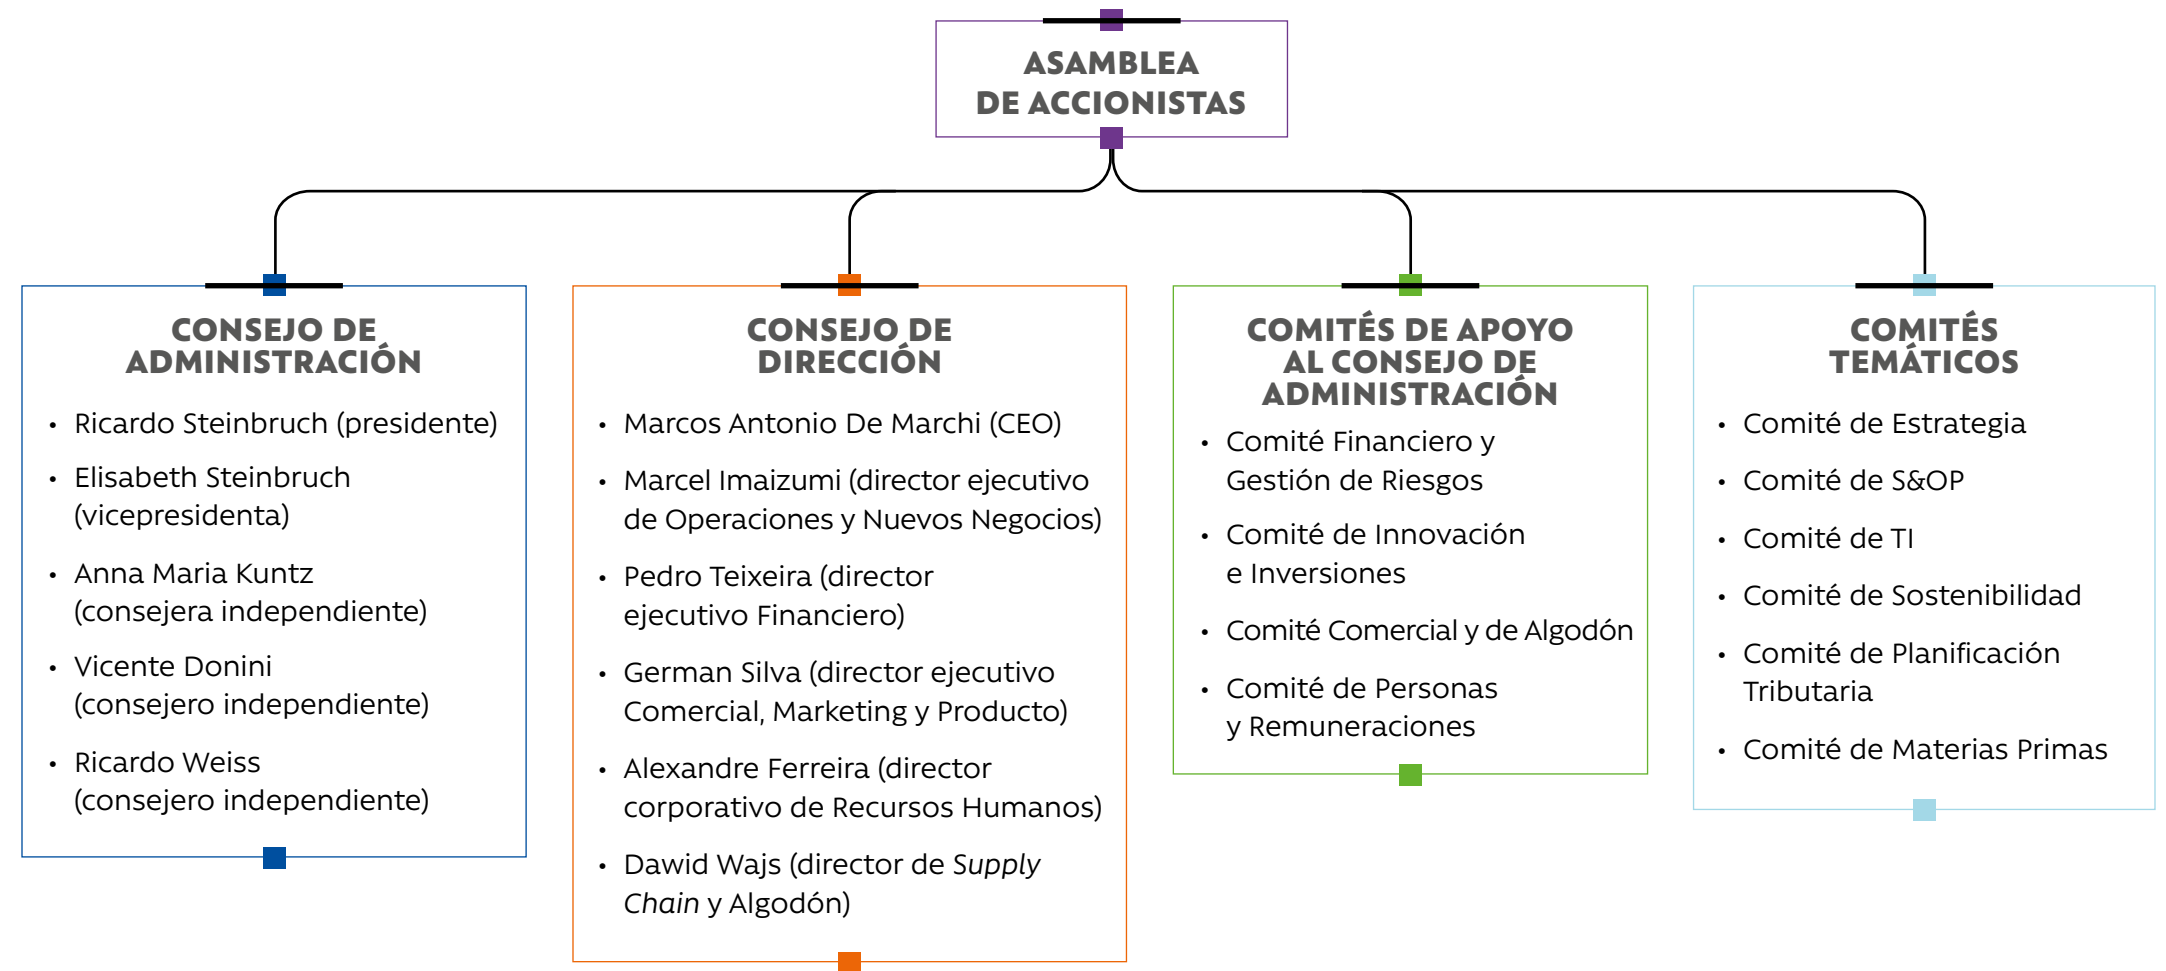 ASAMBLEA
DE ACCIONISTAS
CONSEJO DE
ADMINISTRACIÓN
• Ricardo Steinbruch (presidente)
• Elisabeth Steinbruch
(vicepresidenta)
• Anna Maria Kuntz
(consejera independiente)
• Vicente Donini
(consejero independiente)
• Ricardo Weiss
(consejero independiente)
CONSEJO DE
DIRECCIÓN
• Marcos Antonio De Marchi (CEO)
• Marcel Imaizumi (director ejecutivo
de Operaciones y Nuevos Negocios)
• Pedro Teixeira (director
ejecutivo Financiero)
• German Silva (director ejecutivo
Comercial, Marketing y Producto)
• Alexandre Ferreira (director
corporativo de Recursos Humanos)
• Dawid Wajs (director de Supply
Chain y Algodón)
COMITÉS DE APOYO
AL CONSEJO DE
ADMINISTRACIÓN
• Comité Financiero y
Gestión de Riesgos
• Comité de Innovación
e Inversiones
• Comité Comercial y de Algodón
• Comité de Personas
y Remuneraciones
COMITÉS
TEMÁTICOS
• Comité de Estrategia
• Comité de S&OP
• Comité de TI
• Comité de Sostenibilidad
• Comité de Planificación
Tributaria
• Comité de Materias Primas